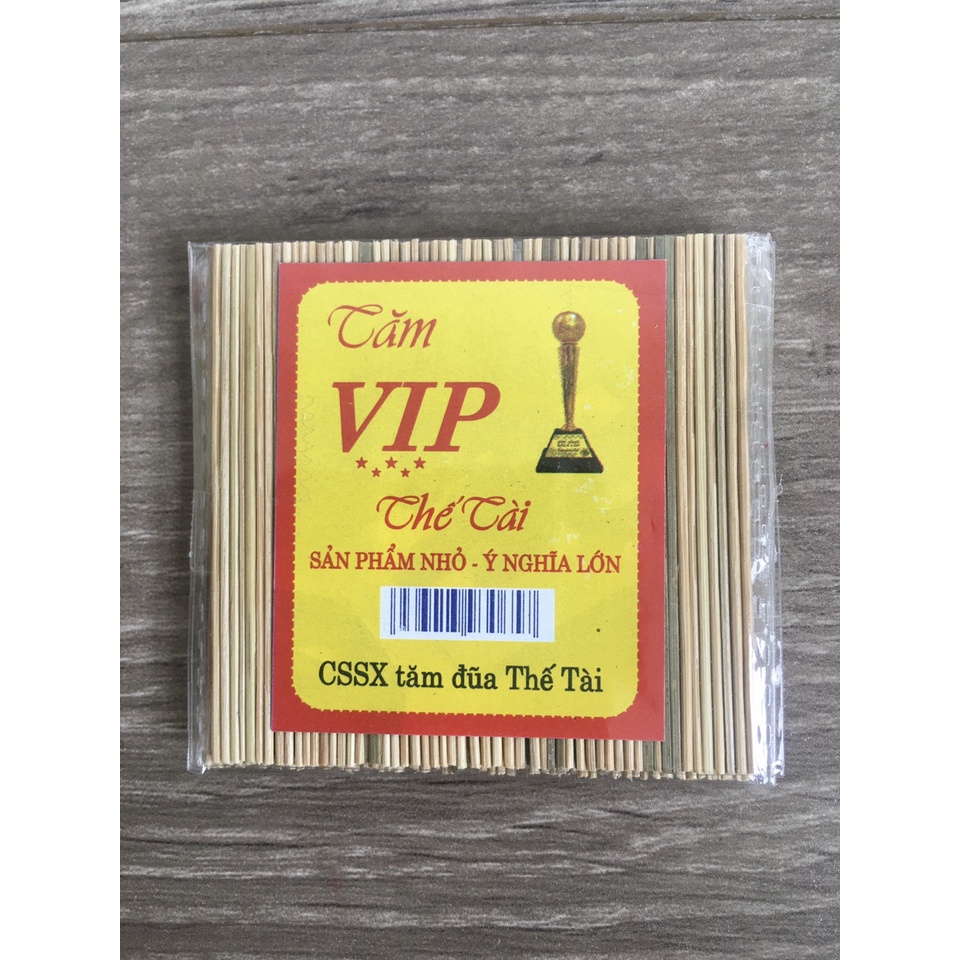 Tăm
VIP
Thế Tài
SẢN PHẨM NHỎ - Ý NGHĨA LỚN
CSSX tăm đũa Thế Tài